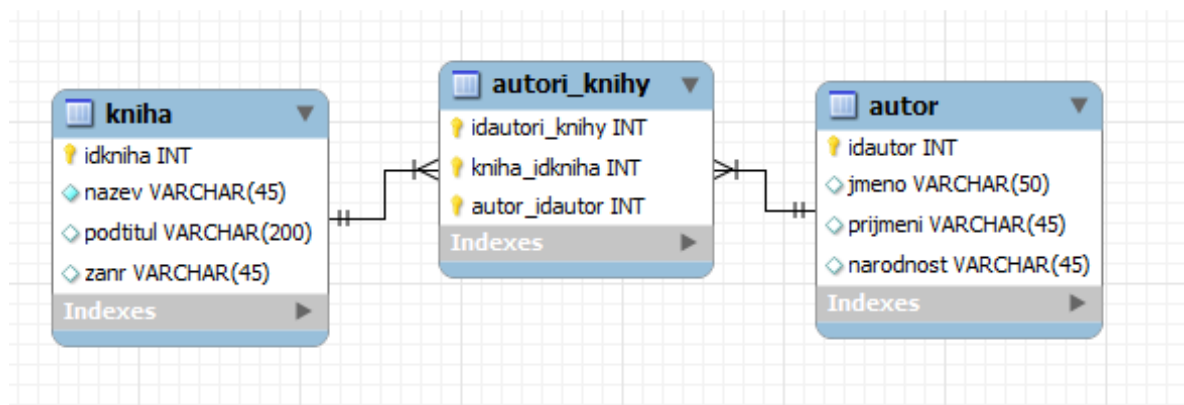 kniha
idkniha INT
nazev VARCHAR(45)
podtitul VARCHAR(200)
zanr VARCHAR(45)
Indexes
autori_knihy
idautori_knihy INT
kniha_idkniha INT
autor_idautor INT
Indexes
autor
idautor INT
jmeno VARCHAR(50)
prijmeni VARCHAR(45)
narodnost VARCHAR(45)
Indexes